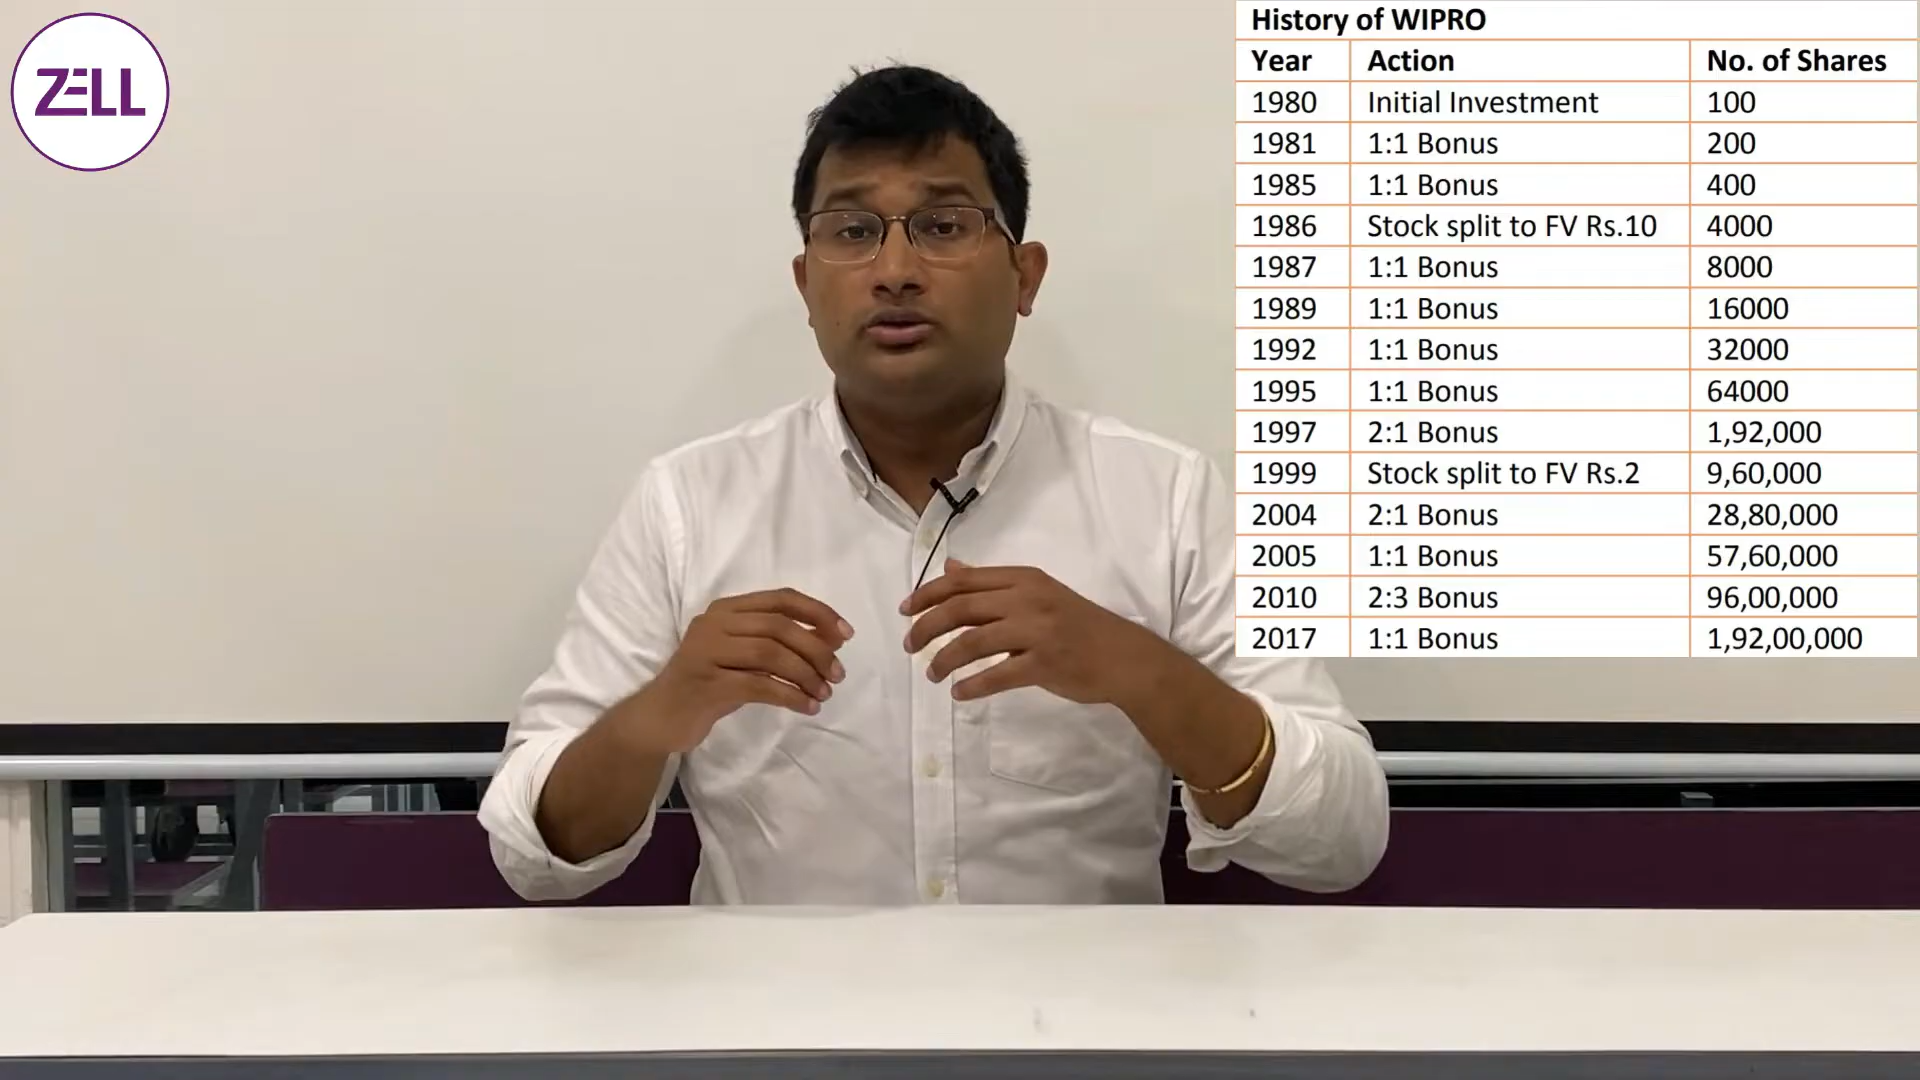 ZELL
History of WIPRO
Year Action No. of Shares
1980 Initial Investment 100
1981 1:1 Bonus 200
1985 1:1 Bonus 400
1986 Stock split to FV Rs.10 4000
1987 1:1 Bonus 8000
1989 1:1 Bonus 16000
1992 1:1 Bonus 32000
1995 1:1 Bonus 64000
1997 2:1 Bonus 1,92,000
1999 Stock split to FV Rs.2 9,60,000
2004 2:1 Bonus 28,80,000
2005 1:1 Bonus 57,60,000
2010 2:3 Bonus 96,00,000
2017 1:1 Bonus 1,92,00,000